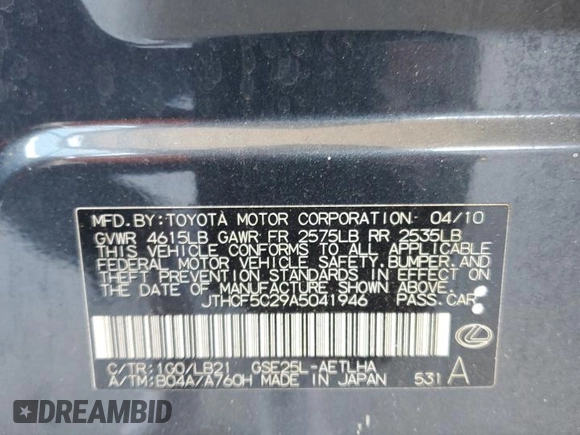 MFD.BY:TOYOTA MOTOR CORPORATION 04/10
GVWR 4615LB GAWR FR 2575LB RR 2535LB
THIS VEHICLE CONFORMS TO ALL APPLICABLE
FEDERAL MOTOR VEHICLE SAFETY, BUMPER, AND
THEFT PREVENTION STANDARDS IN EFFECT ON
THE DATE OF MANUFACTURE SHOWN ABOVE.
JTHCF5C29A5041946 PASS.CAR
C/TR:1G0/LB21 GSE25L-AETLHA
A/TM:B04A/A760H MADE IN JAPAN 531 A
DREAMBID